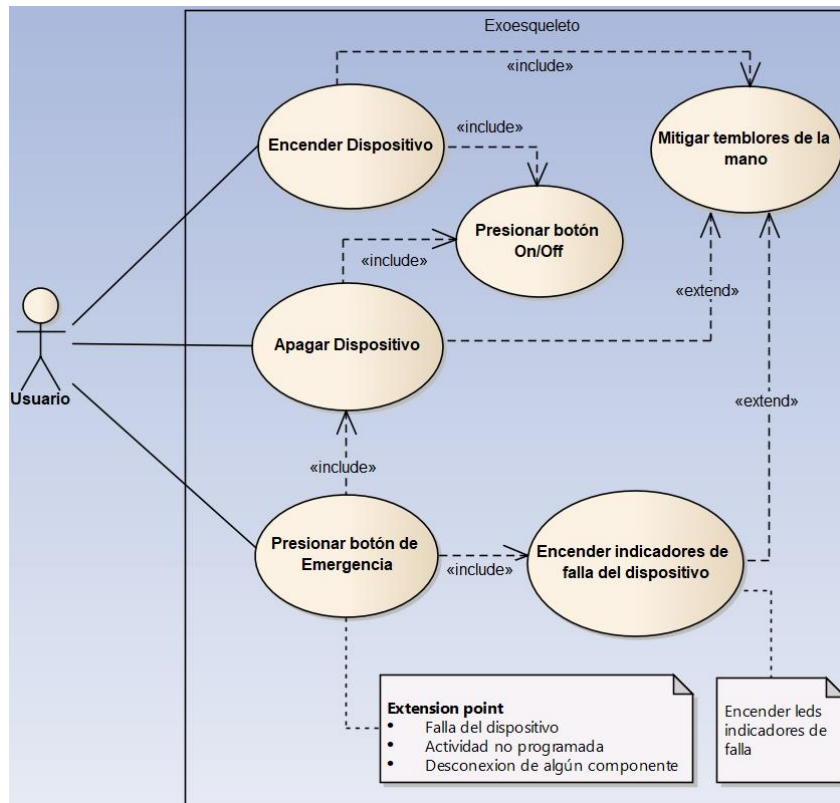 Exoesqueleto
«include»
Encender Dispositivo
«include»
Mitigar temblores de la
mano
Presionar botón
On/Off
«include»
«extend»
Apagar Dispositivo
Usuario
«extend»
«include»
Presionar botón de
Emergencia
«include»
Encender indicadores de
falla del dispositivo
Extension point
• Falla del dispositivo
• Actividad no programada
• Desconexion de algún componente
Encender leds
indicadores de
falla